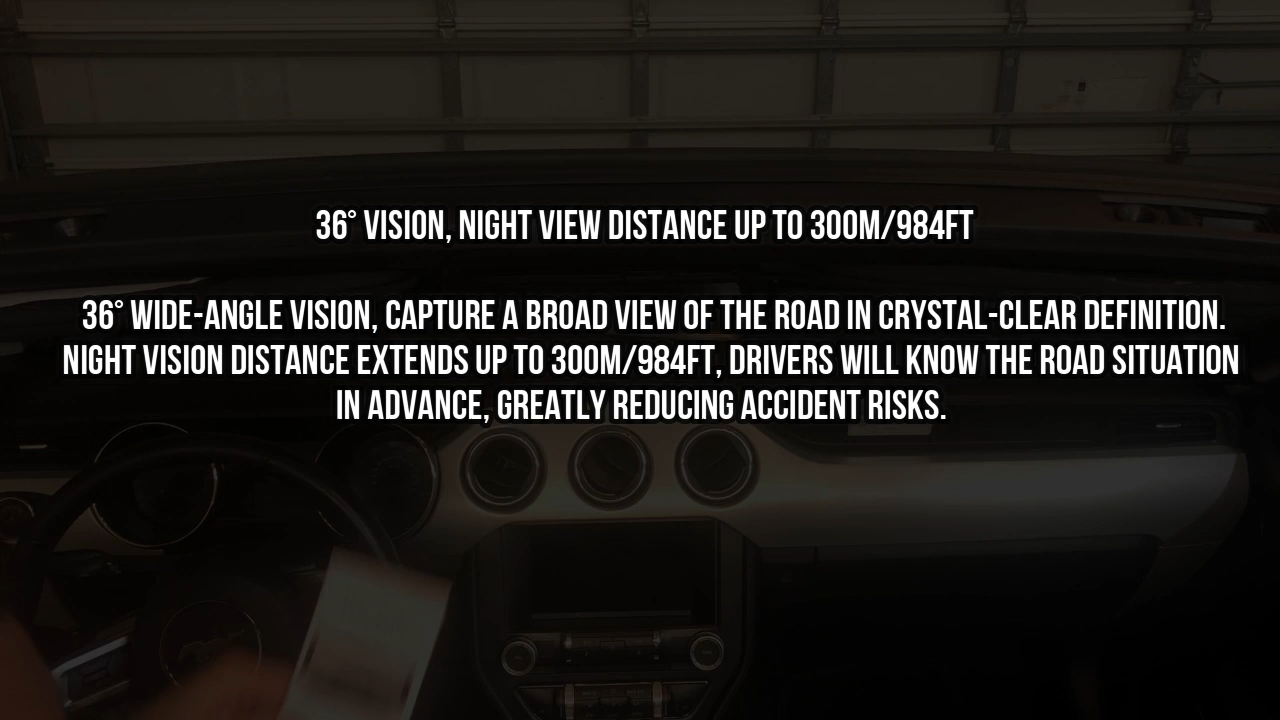 36° VISION, NIGHT VIEW DISTANCE UP TO 300M/984FT
36° WIDE-ANGLE VISION, CAPTURE A BROAD VIEW OF THE ROAD IN CRYSTAL-CLEAR DEFINITION.
NIGHT VISION DISTANCE EXTENDS UP TO 300M/984FT, DRIVERS WILL KNOW THE ROAD SITUATION
IN ADVANCE, GREATLY REDUCING ACCIDENT RISKS.